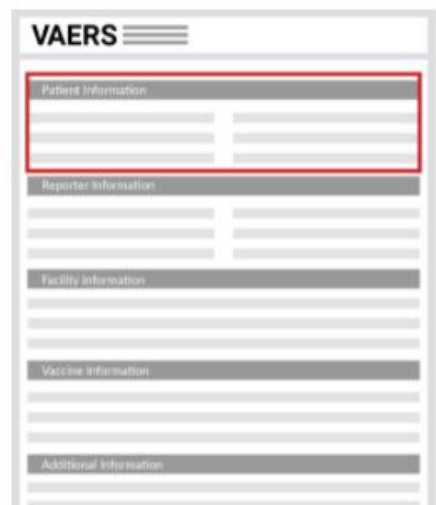 VAERS
Patient Information
Reporter Information
Facility Information
Vaccine Information
Additional Information